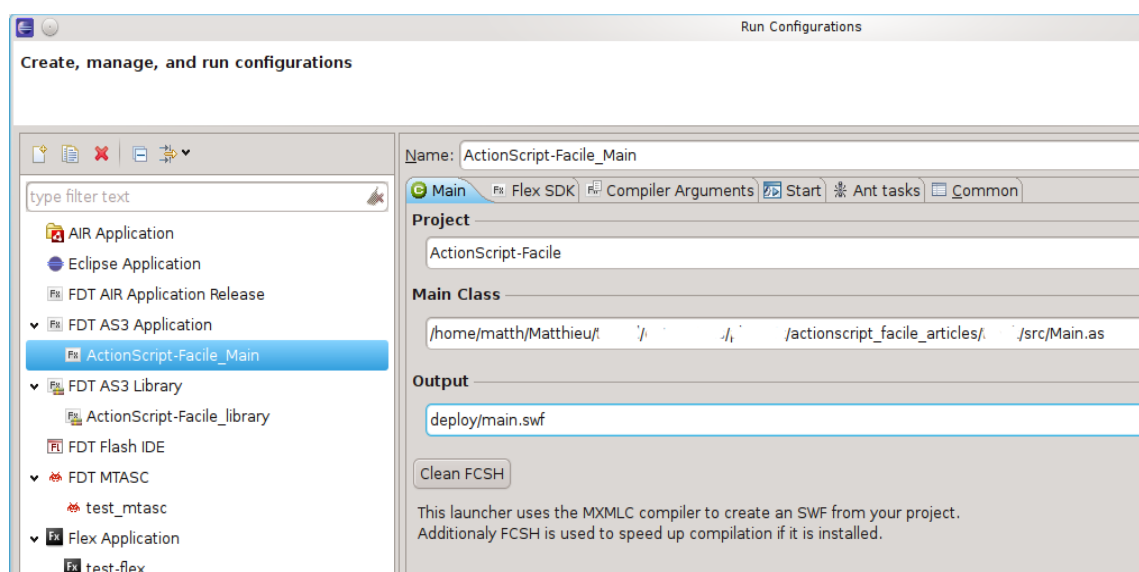 Run Configurations
Create, manage, and run configurations
Name: ActionScript-Facile_Main
type filter text
Main Flex SDK Compiler Arguments Start Ant tasks Common
Project
AIR Application
ActionScript-Facile
Eclipse Application
FDT AIR Application Release
Main Class
FDT AS3 Application
/home/matth/Matthieu/ /actionscript_facile_articles/ /src/Main.as
ActionScript-Facile_Main
Output
FDT AS3 Library
ActionScript-Facile_library
deploy/main.swf
FDT Flash IDE
FDT MTASC
Clean FCSH
test_mtasc
This launcher uses the MXMLC compiler to create an SWF from your project.
Additionaly FCSH is used to speed up compilation if it is installed.
Flex Application
test-flex